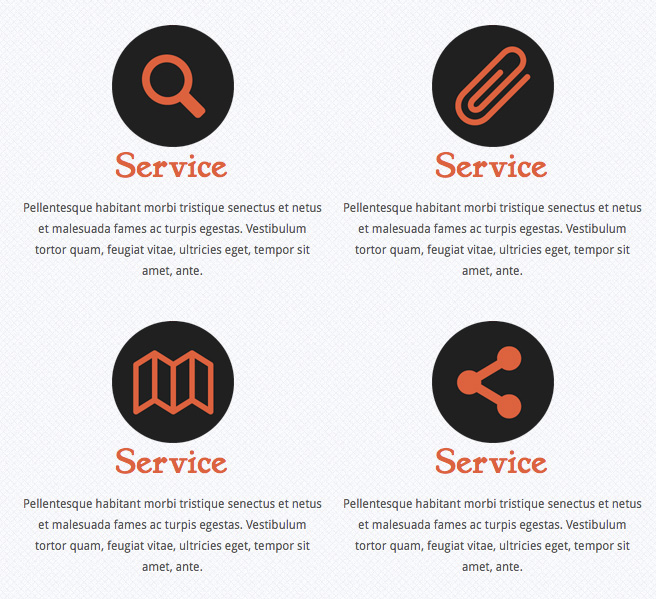 Service
Pellentesque habitant morbi tristique senectus et netus
et malesuada fames ac turpis egestas. Vestibulum
tortor quam, feugiat vitae, ultricies eget, tempor sit
amet, ante.
Service
Pellentesque habitant morbi tristique senectus et netus
et malesuada fames ac turpis egestas. Vestibulum
tortor quam, feugiat vitae, ultricies eget, tempor sit
amet, ante.
Service
Pellentesque habitant morbi tristique senectus et netus
et malesuada fames ac turpis egestas. Vestibulum
tortor quam, feugiat vitae, ultricies eget, tempor sit
amet, ante.
Service
Pellentesque habitant morbi tristique senectus et netus
et malesuada fames ac turpis egestas. Vestibulum
tortor quam, feugiat vitae, ultricies eget, tempor sit
amet, ante.